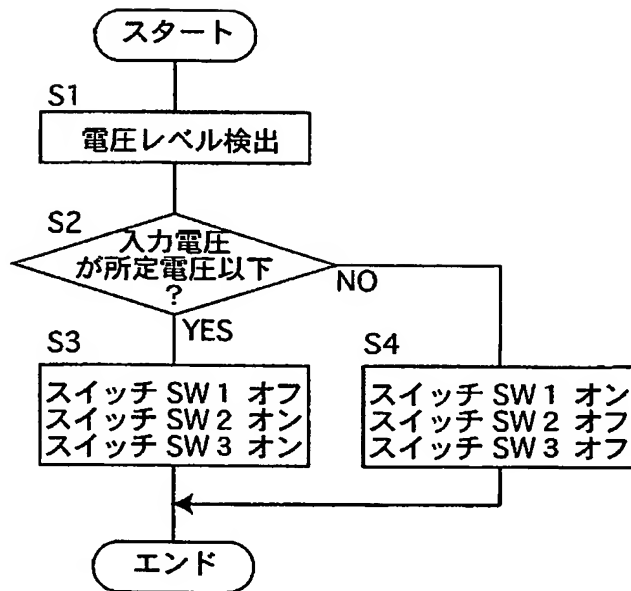 スタート
S1
電圧レベル検出
S2
入力電圧
が所定電圧以下
?
NO
YES
S3
スイッチ SW1 オフ
スイッチ SW2 オン
スイッチ SW3 オン
S4
スイッチ SW1 オン
スイッチ SW2 オフ
スイッチ SW3 オフ
エンド